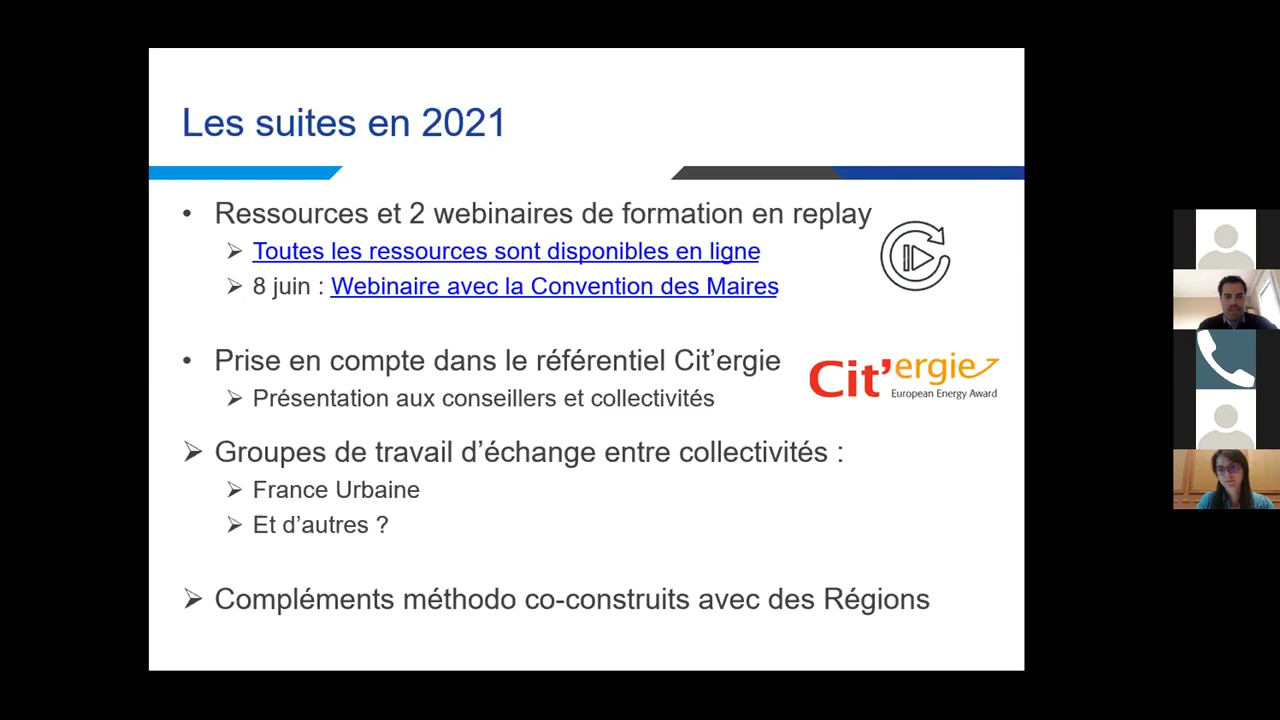 Les suites en 2021
• Ressources et 2 webinaires de formation en replay
➢ Toutes les ressources sont disponibles en ligne
➢ 8 juin : Webinaire avec la Convention des Maires
• Prise en compte dans le référentiel Cit’ergie
Cit’ergie
European Energy Award
➢ Présentation aux conseillers et collectivités
➢ Groupes de travail d’échange entre collectivités :
➢ France Urbaine
➢ Et d’autres ?
➢ Compléments méthodo co-construits avec des Régions